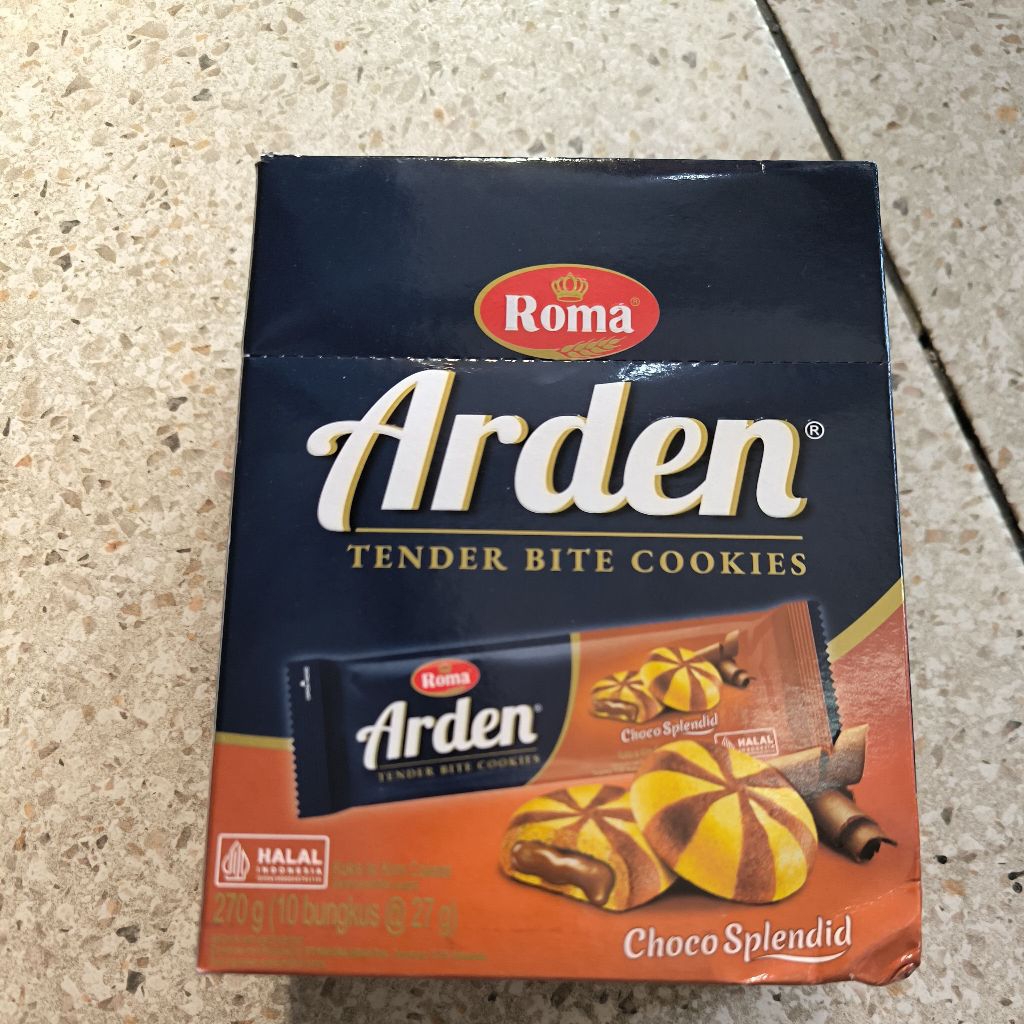 Roma®
Arden®
TENDER BITE COOKIES
Roma
Arden®
TENDER BITE COOKIES
Choco Splendid
HALAL
INDONESIA
HALAL
INDONESIA
270 g (10 bungkus @ 27 g)
Choco Splendid